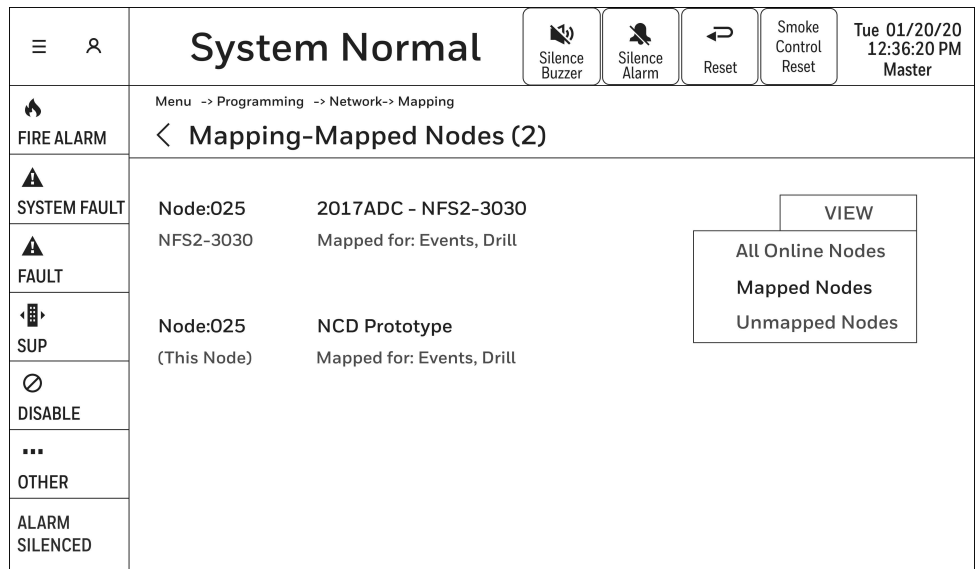 System Normal
Silence
Buzzer
Silence
Alarm
Reset
Smoke
Control
Reset
Tue 01/20/20
12:36:20 PM
Master
FIRE ALARM
SYSTEM FAULT
FAULT
SUP
DISABLE
OTHER
ALARM
SILENCED
Menu -> Programming -> Network-> Mapping
< Mapping-Mapped Nodes (2)
Node:025 2017ADC - NFS2-3030
NFS2-3030 Mapped for: Events, Drill
Node:025 NCD Prototype
(This Node) Mapped for: Events, Drill
VIEW
All Online Nodes
Mapped Nodes
Unmapped Nodes